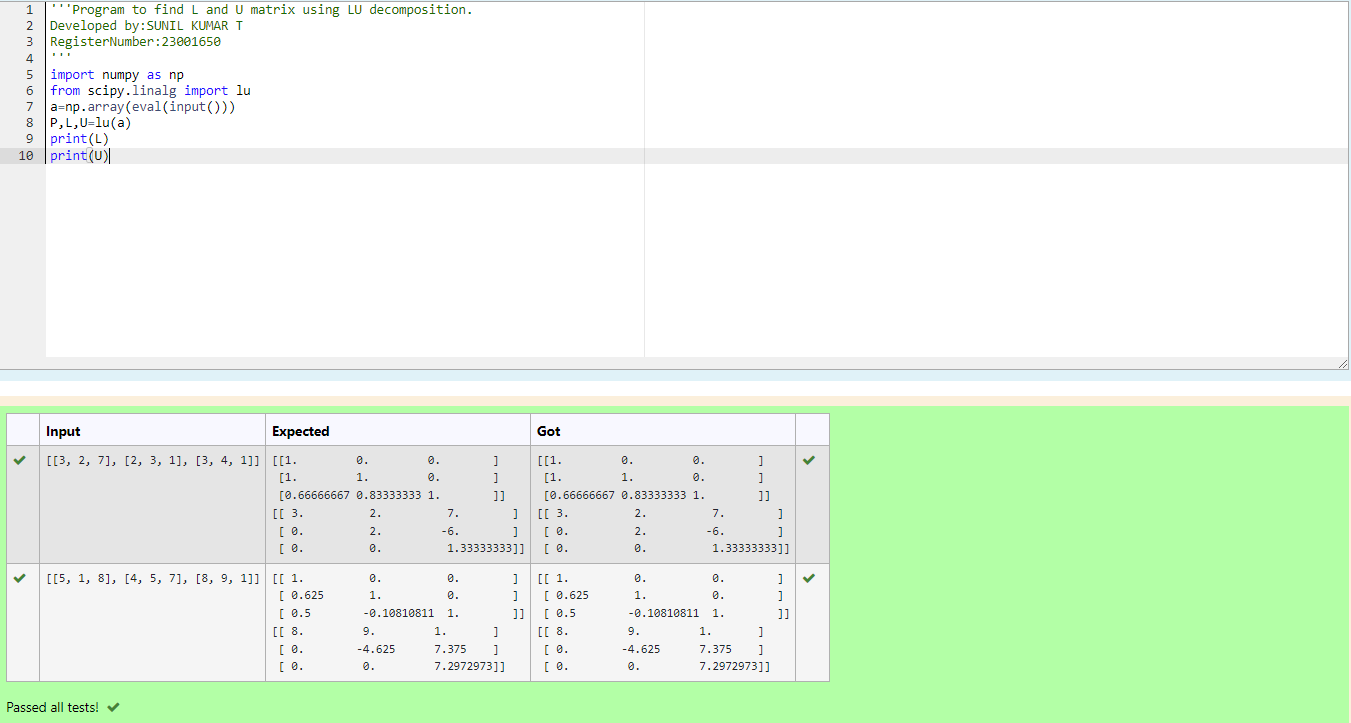 1 '''Program to find L and U matrix using LU decomposition.
2 Developed by:SUNIL KUMAR T
3 RegisterNumber:23001650
4 '''
5 import numpy as np
6 from scipy.linalg import lu
7 a=np.array(eval(input()))
8 P,L,U=lu(a)
9 print(L)
10 print(U)
Input Expected Got
[[3, 2, 7], [2, 3, 1], [3, 4, 1]] [[1. 0. 0. ] [[1. 0. 0. ]
[1. 1. 0. ] [1. 1. 0. ]
[0.66666667 0.83333333 1. ]] [0.66666667 0.83333333 1. ]]
[[ 3. 2. 7. ] [[ 3. 2. 7. ]
[ 0. 2. -6. ] [ 0. 2. -6. ]
[ 0. 0. 1.33333333]] [ 0. 0. 1.33333333]]
[[5, 1, 8], [4, 5, 7], [8, 9, 1]] [[ 1. 0. 0. ] [[ 1. 0. 0. ]
[ 0.625 1. 0. ] [ 0.625 1. 0. ]
[ 0.5 -0.10810811 1. ]] [ 0.5 -0.10810811 1. ]]
[[ 8. 9. 1. ] [[ 8. 9. 1. ]
[ 0. -4.625 7.375 ] [ 0. -4.625 7.375 ]
[ 0. 0. 7.2972973]] [ 0. 0. 7.2972973]]
Passed all tests!